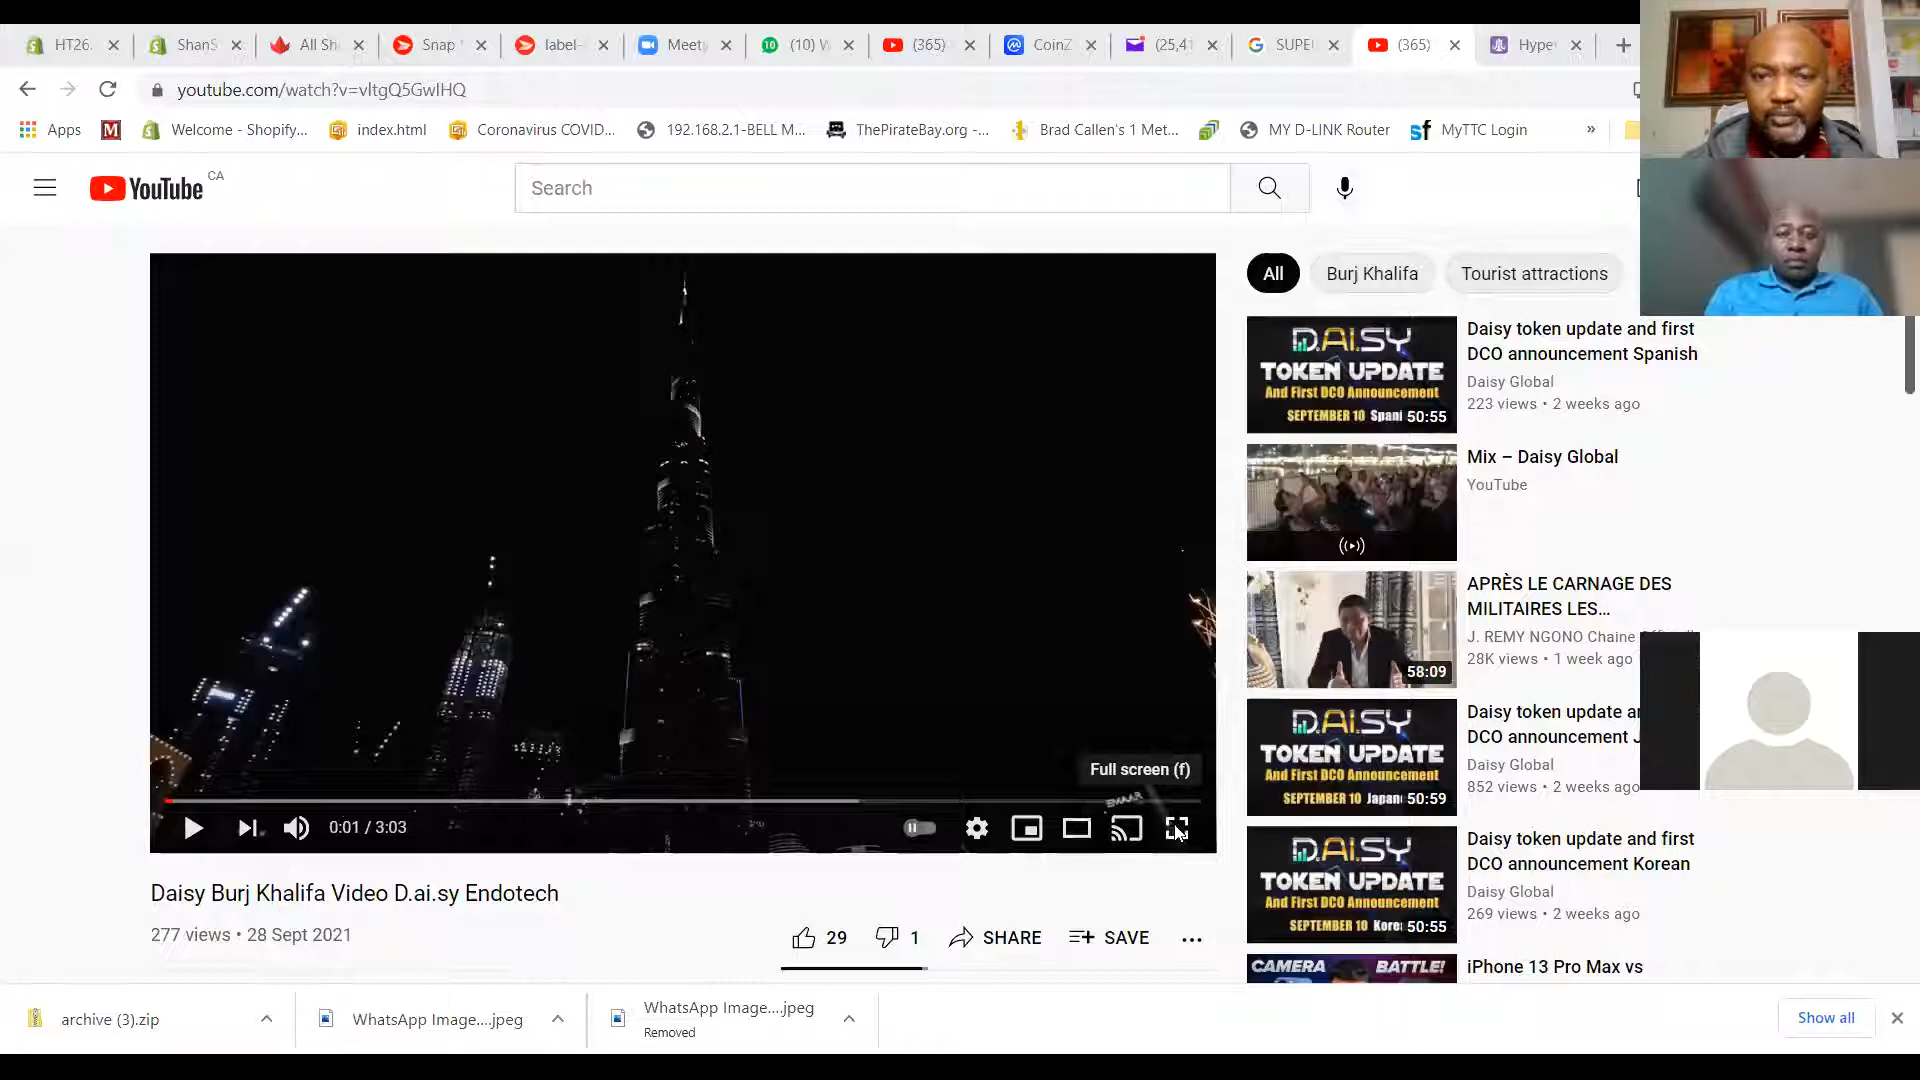 HT26.
ShanS
All Sh
Snap
label-
Meet
(10) W
(365)
CoinZ
(25,41
SUPE
(365)
Hype
youtube.com/watch?v=vltgQ5GwlHQ
Apps
Welcome - Shopify...
index.html
Coronavirus COVID...
192.168.2.1-BELL M...
ThePirateBay.org -...
Brad Callen's 1 Met...
MY D-LINK Router
MyTTC Login
»
YouTube CA
Search
All
Burj Khalifa
Tourist attractions
D.AI.SY
TOKEN UPDATE
And First DCO Announcement
SEPTEMBER 10 Spani 50:55
Daisy token update and first
DCO announcement Spanish
Daisy Global
223 views • 2 weeks ago
Mix – Daisy Global
YouTube
58:09
APRÈS LE CARNAGE DES
MILITAIRES LES...
J. REMY NGONO Chaine
28K views • 1 week ago
D.AI.SY
TOKEN UPDATE
And First DCO Announcement
SEPTEMBER 10 Japan 50:59
Daisy token update a
DCO announcement J
Daisy Global
852 views • 2 weeks ago
D.AI.SY
TOKEN UPDATE
And First DCO Announcement
SEPTEMBER 10 Kore 50:55
Daisy token update and first
DCO announcement Korean
Daisy Global
269 views • 2 weeks ago
CAMERA BATTLE!
iPhone 13 Pro Max vs
EMAAR
Full screen (f)
0:01 / 3:03
Daisy Burj Khalifa Video D.ai.sy Endotech
277 views • 28 Sept 2021
29
1
SHARE
SAVE
archive (3).zip
WhatsApp Image....jpeg
WhatsApp Image....jpeg
Removed
Show all